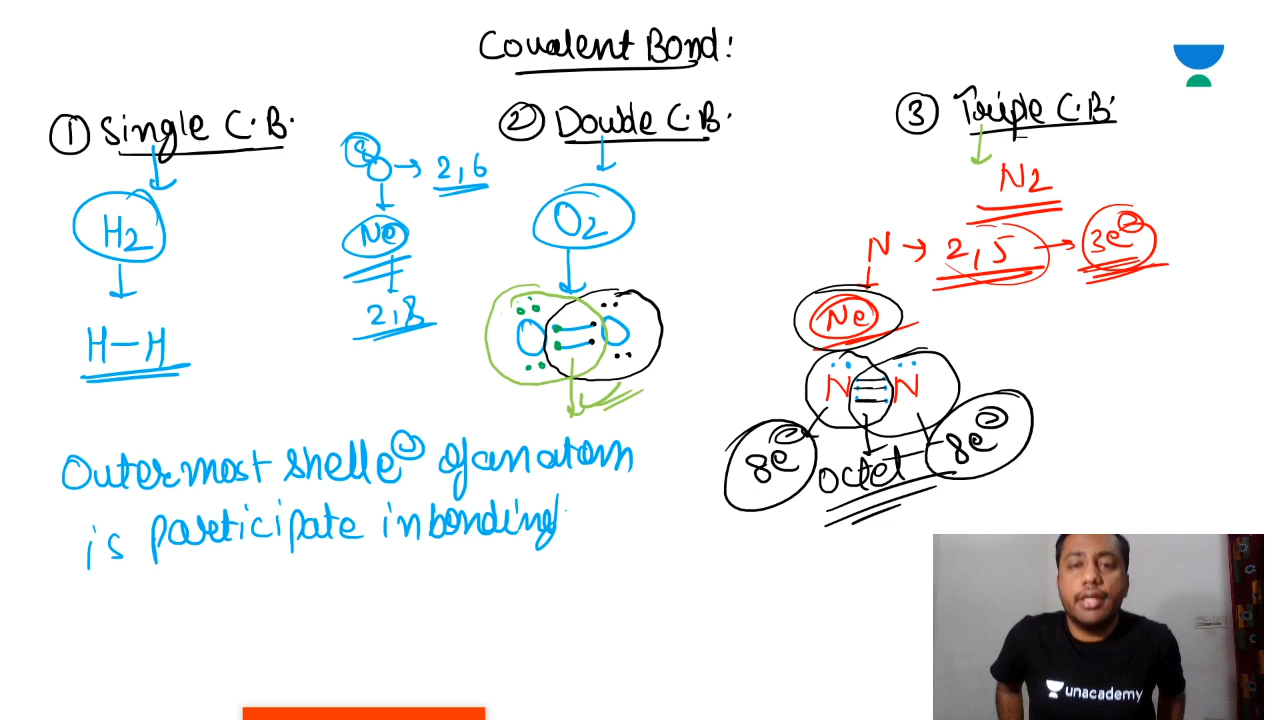 Covalent Bond:
① Single C.B.
H2
H-H
8O → 2,6
Ne
2,8
② Double C.B.
O2
O=O
③ Triple C.B.
N2
N → 2,5 → 3e⊖
Ne
N≡N
8e⊖
octet
8e⊖
Outermost shell e⊖ of an atom
is participate in bonding
unacademy